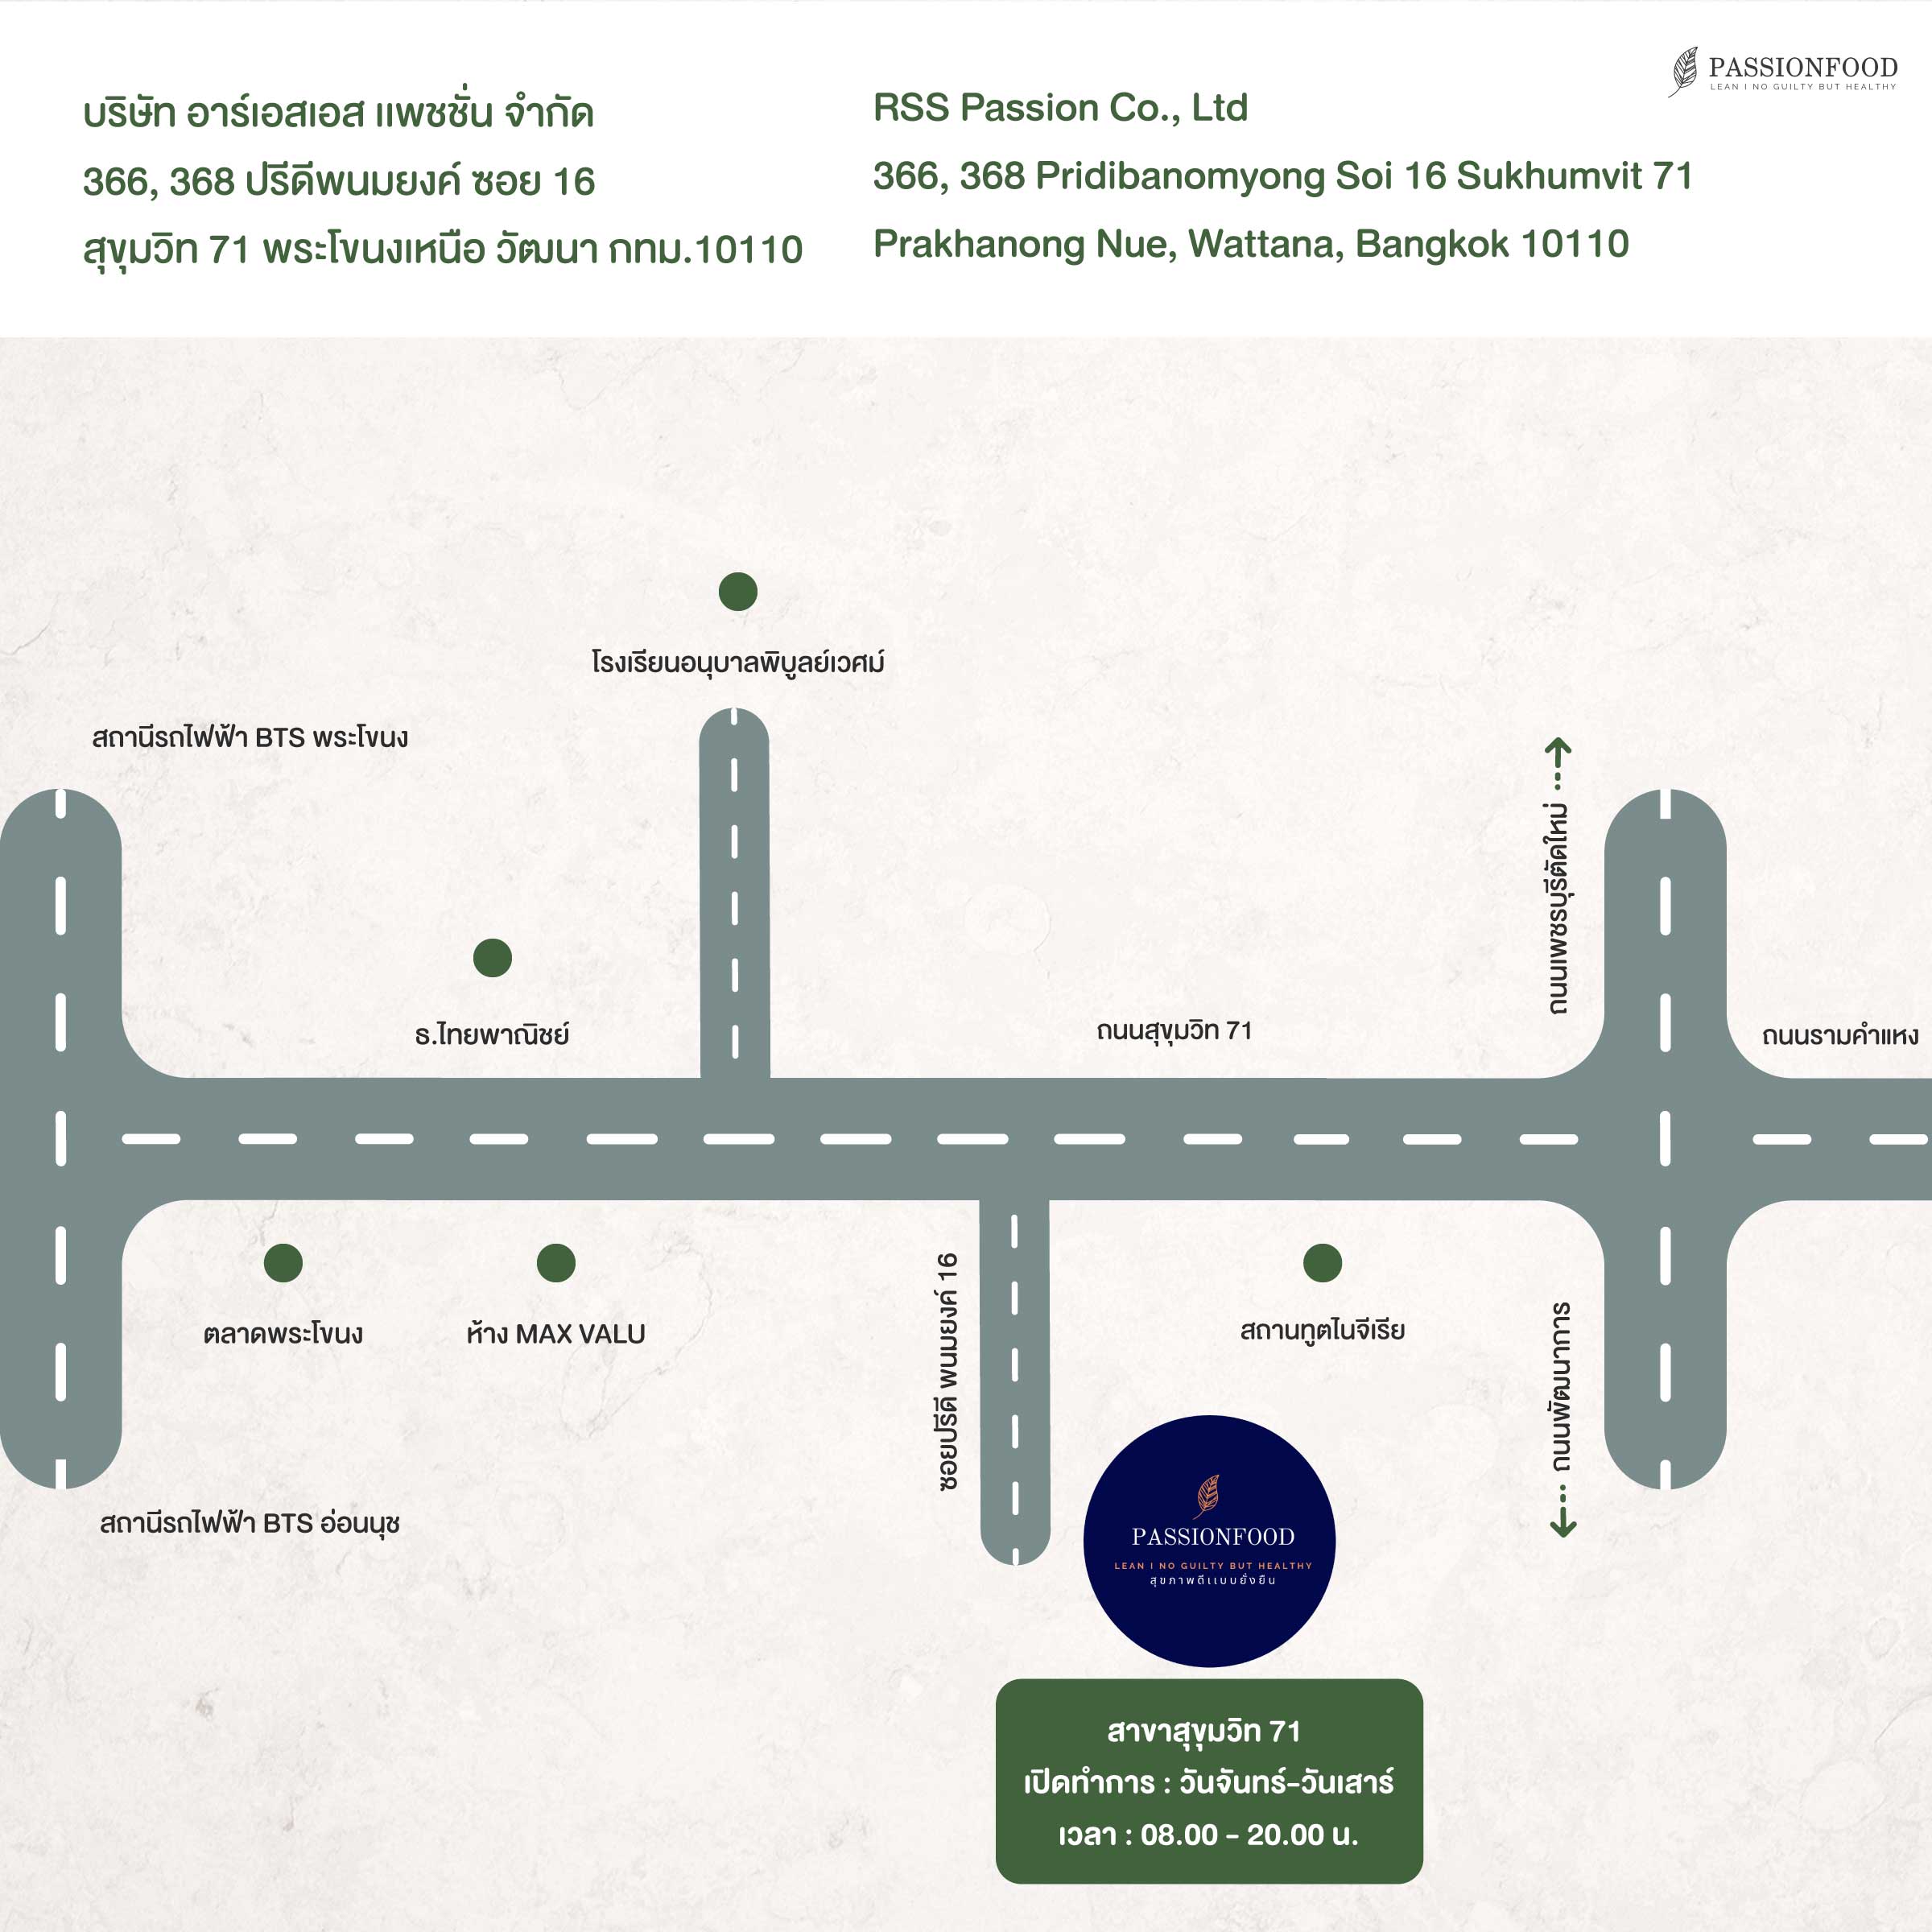 PASSIONFOOD
LEAN I NO GUILTY BUT HEALTHY
บริษัท อาร์เอสเอส แพชชั่น จำกัด
366, 368 ปรีดีพนมยงค์ ซอย 16
สุขุมวิท 71 พระโขนงเหนือ วัฒนา กทม.10110
RSS Passion Co., Ltd
366, 368 Pridibanomyong Soi 16 Sukhumvit 71
Prakhanong Nue, Wattana, Bangkok 10110
โรงเรียนอนุบาลพิบูลย์เวศม์
สถานีรถไฟฟ้า BTS พระโขนง
ถนนเพชรบุรีตัดใหม่
ธ.ไทยพาณิชย์
ถนนสุขุมวิท 71
ถนนรามคำแหง
ตลาดพระโขนง
ห้าง MAX VALU
ซอยปรีดี พนมยงค์ 16
สถานทูตไนจีเรีย
ถนนพัฒนาการ
สถานีรถไฟฟ้า BTS อ่อนนุช
PASSIONFOOD
LEAN I NO GUILTY BUT HEALTHY
สุขภาพดีแบบยั่งยืน
สาขาสุขุมวิท 71
เปิดทำการ : วันจันทร์-วันเสาร์
เวลา : 08.00 - 20.00 น.